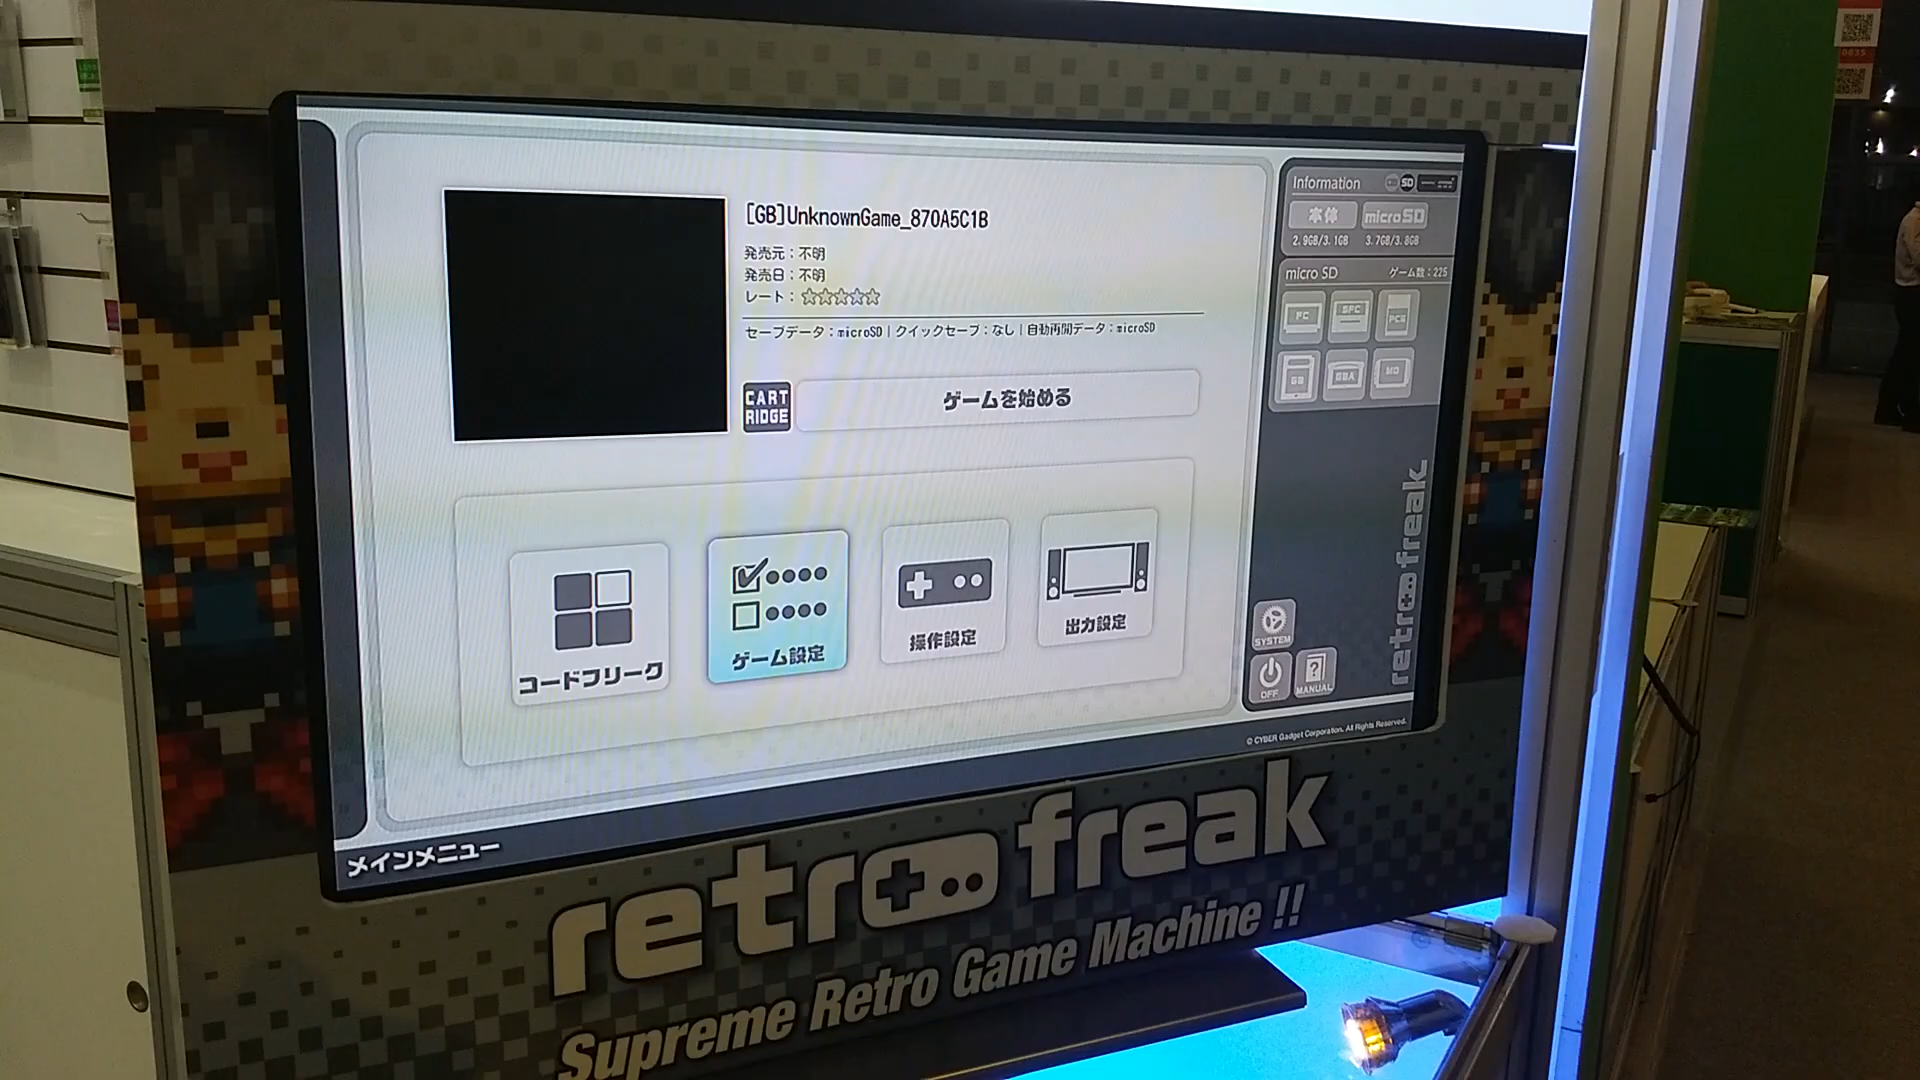 [GB]UnknownGame_870A5C1B
発売元：不明
発売日：不明
レート：☆☆☆☆☆
セーブデータ：microSD | クイックセーブ：なし | 自動再開データ：microSD
CART
RIDGE
ゲームを始める
コードフリーク
ゲーム設定
操作設定
出力設定
Information
SD
本体
microSD
2.9GB/3.1GB
3.7GB/3.8GB
micro SD
ゲーム数：225
FC
SFC
PCE
GB
GBA
MD
retro freak
SYSTEM
OFF
MANUAL
© CYBER Gadget Corporation. All Rights Reserved.
メインメニュー
retro freak
Supreme Retro Game Machine !!
0635